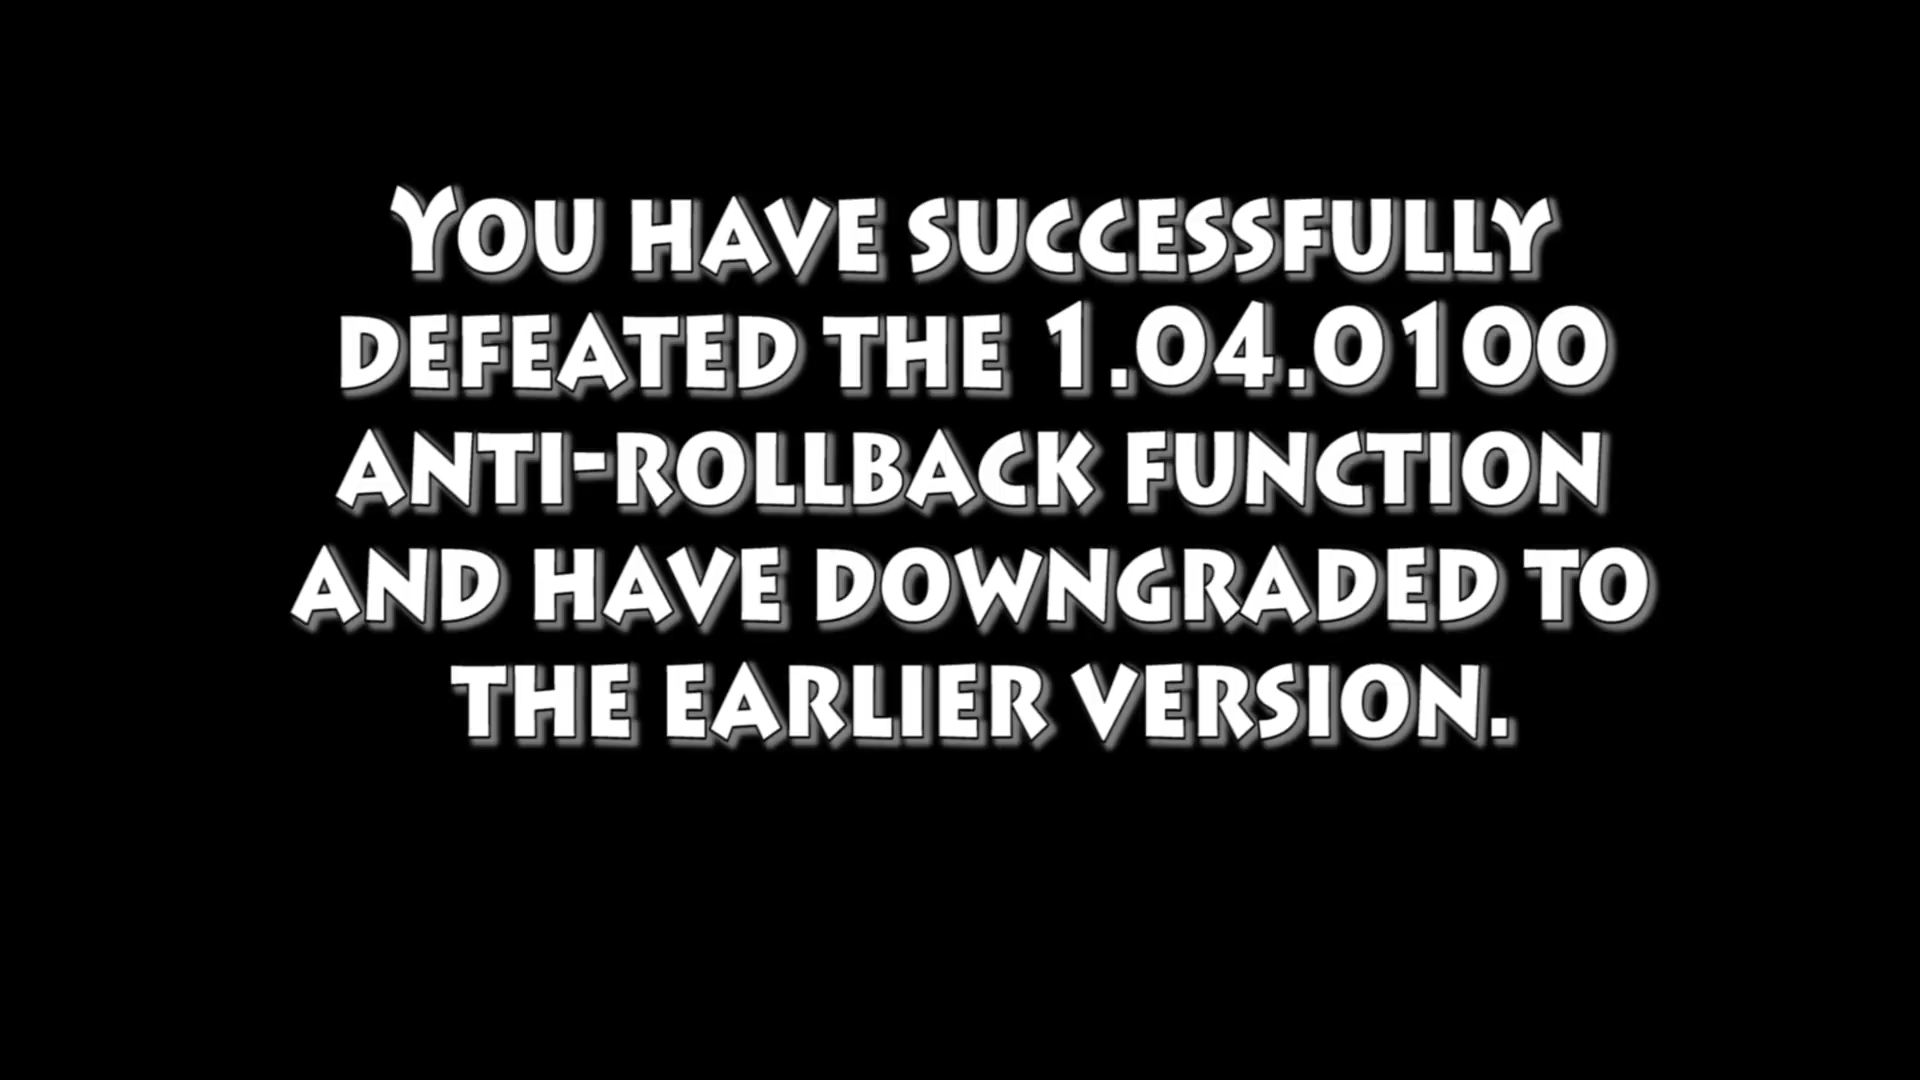 You have successfully
defeated the 1.04.0100
anti-rollback function
and have downgraded to
the earlier version.